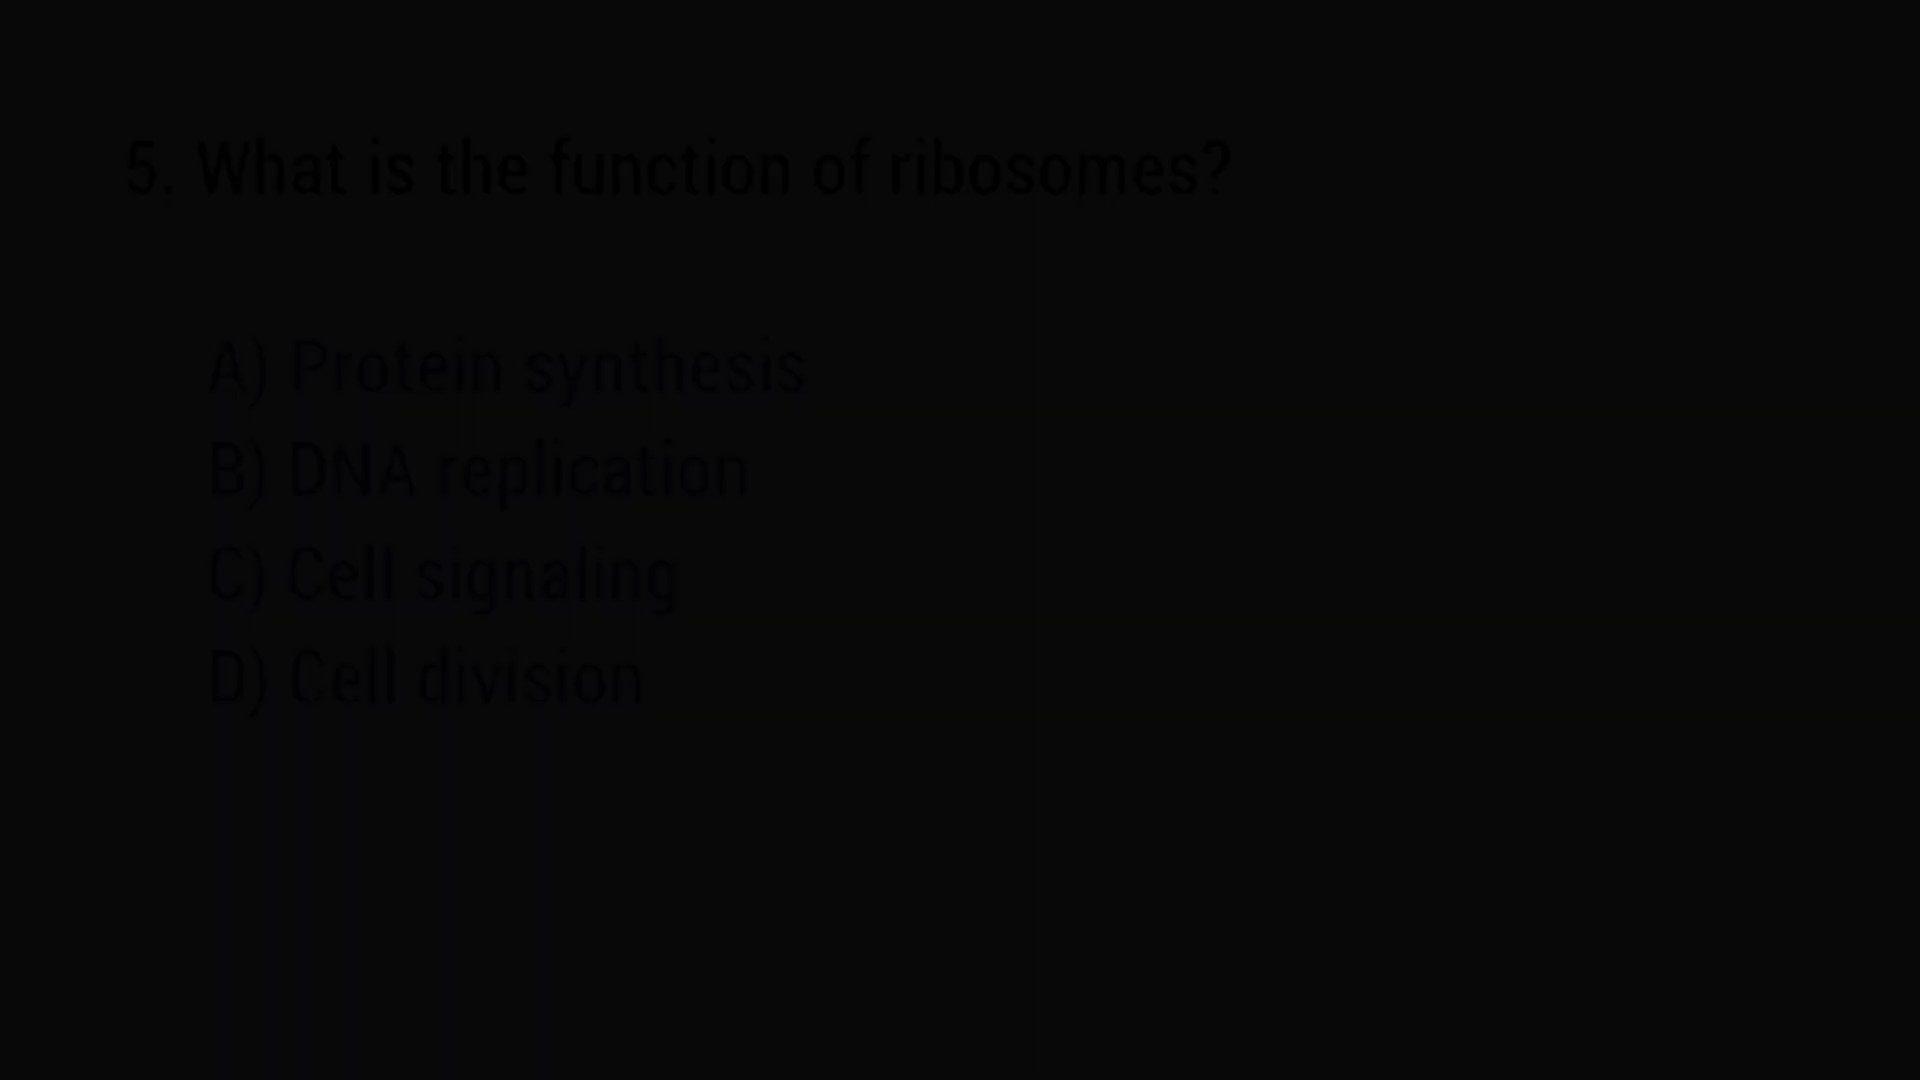 5. What is the function of ribosomes?
A) Protein synthesis
B) DNA replication
C) Cell signaling
D) Cell division